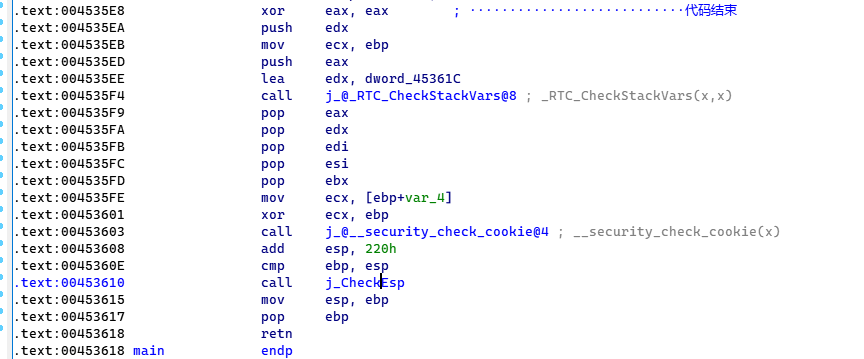 .text:004535E8 xor eax, eax ; ···························代码结束
.text:004535EA push edx
.text:004535EB mov ecx, ebp
.text:004535ED push eax
.text:004535EE lea edx, dword_45361C
.text:004535F4 call j_@_RTC_CheckStackVars@8 ; _RTC_CheckStackVars(x,x)
.text:004535F9 pop eax
.text:004535FA pop edx
.text:004535FB pop edi
.text:004535FC pop esi
.text:004535FD pop ebx
.text:004535FE mov ecx, [ebp+var_4]
.text:00453601 xor ecx, ebp
.text:00453603 call j_@__security_check_cookie@4 ; __security_check_cookie(x)
.text:00453608 add esp, 220h
.text:0045360E cmp ebp, esp
.text:00453610 call j_CheckEsp
.text:00453615 mov esp, ebp
.text:00453617 pop ebp
.text:00453618 retn
.text:00453618 main endp